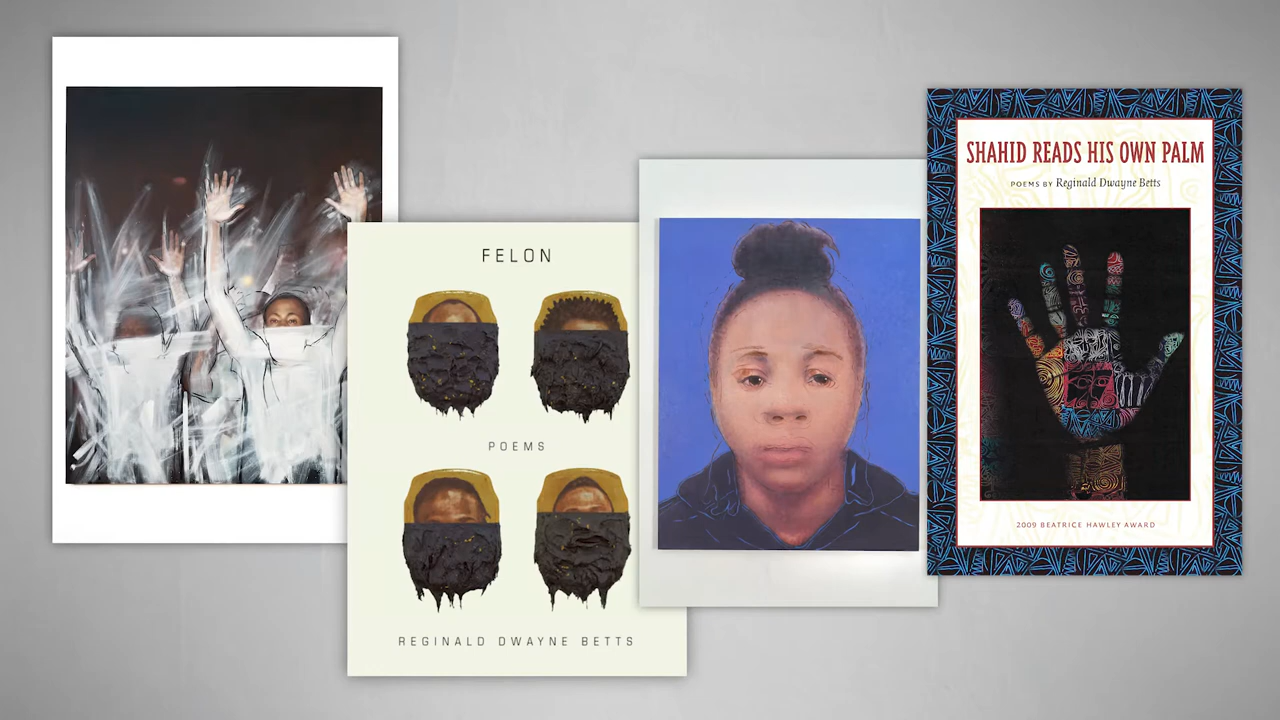 FELON
POEMS
REGINALD DWAYNE BETTS
SHAHID READS HIS OWN PALM
POEMS BY Reginald Dwayne Betts
2009 BEATRICE HAWLEY AWARD